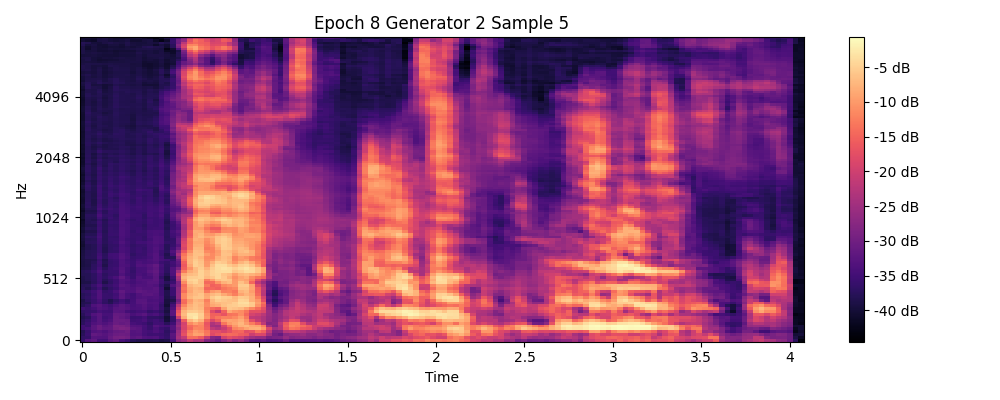 Epoch 8 Generator 2 Sample 5
Hz
4096
2048
1024
512
0
0
0.5
1
1.5
2
2.5
3
3.5
4
Time
-5 dB
-10 dB
-15 dB
-20 dB
-25 dB
-30 dB
-35 dB
-40 dB